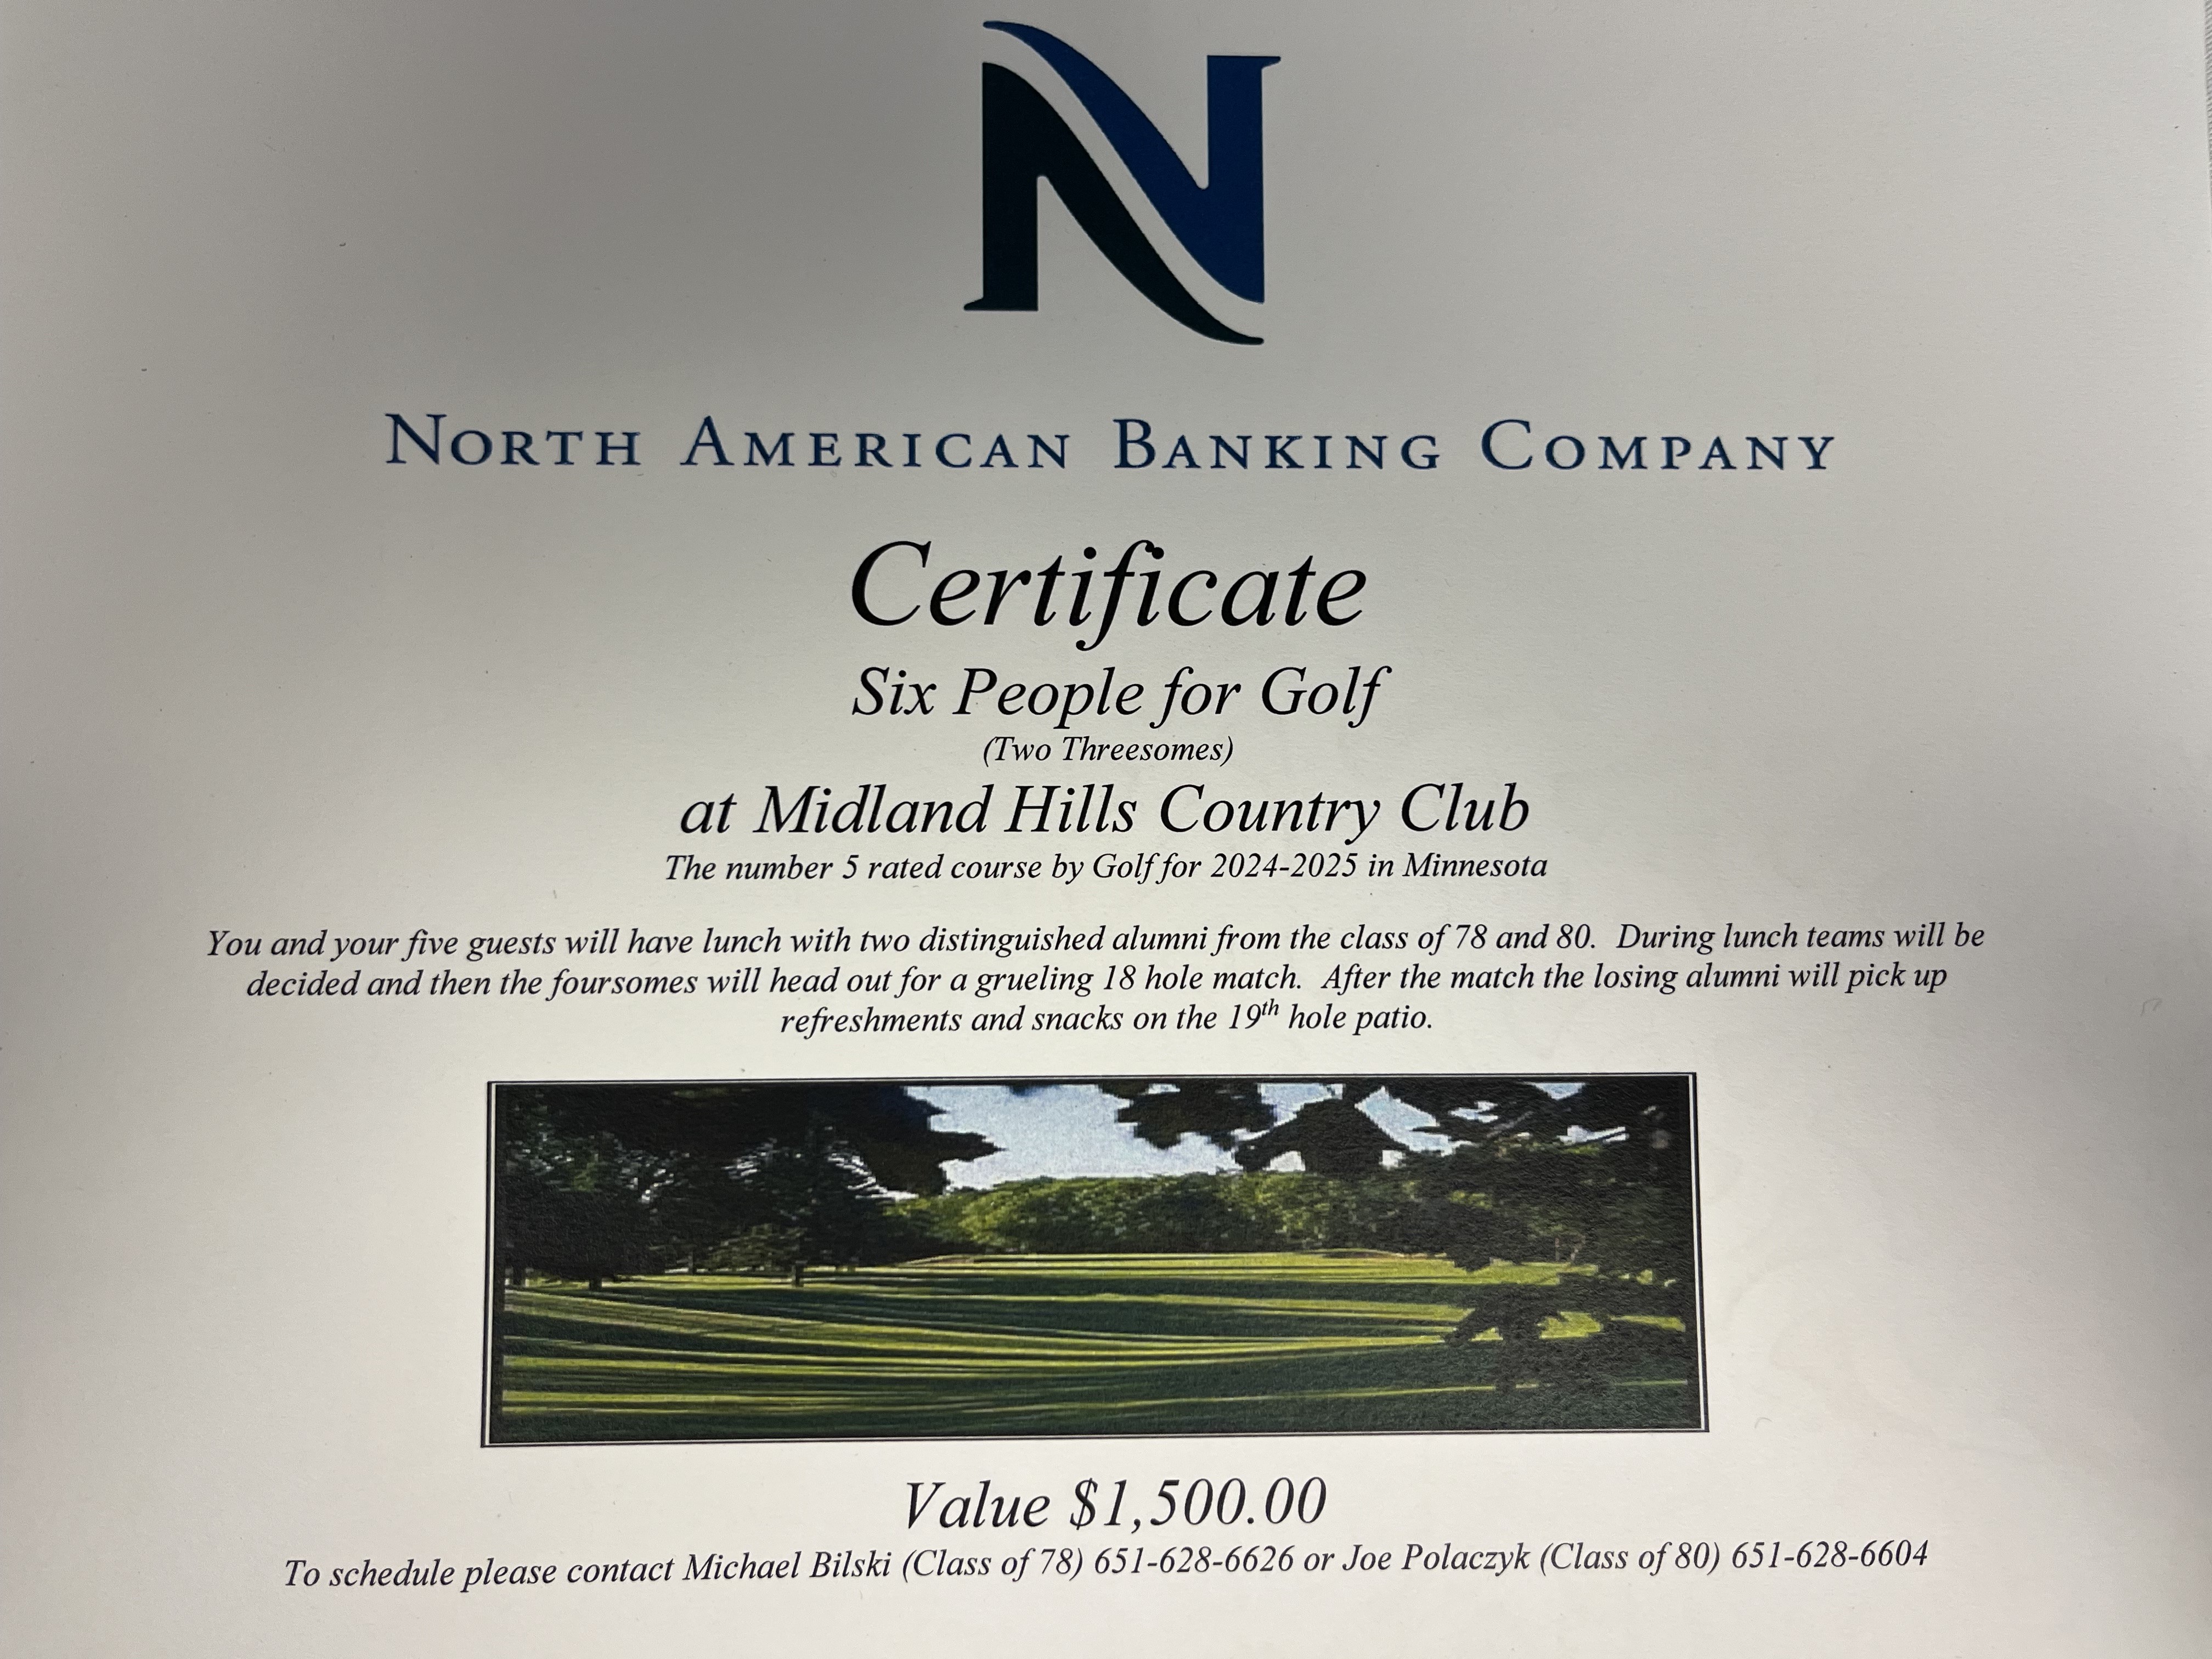 N
NORTH AMERICAN BANKING COMPANY
Certificate
Six People for Golf
(Two Threesomes)
at Midland Hills Country Club
The number 5 rated course by Golf for 2024-2025 in Minnesota
You and your five guests will have lunch with two distinguished alumni from the class of 78 and 80. During lunch teams will be
decided and then the foursomes will head out for a grueling 18 hole match. After the match the losing alumni will pick up
refreshments and snacks on the 19th hole patio.
Value $1,500.00
To schedule please contact Michael Bilski (Class of 78) 651-628-6626 or Joe Polaczyk (Class of 80) 651-628-6604